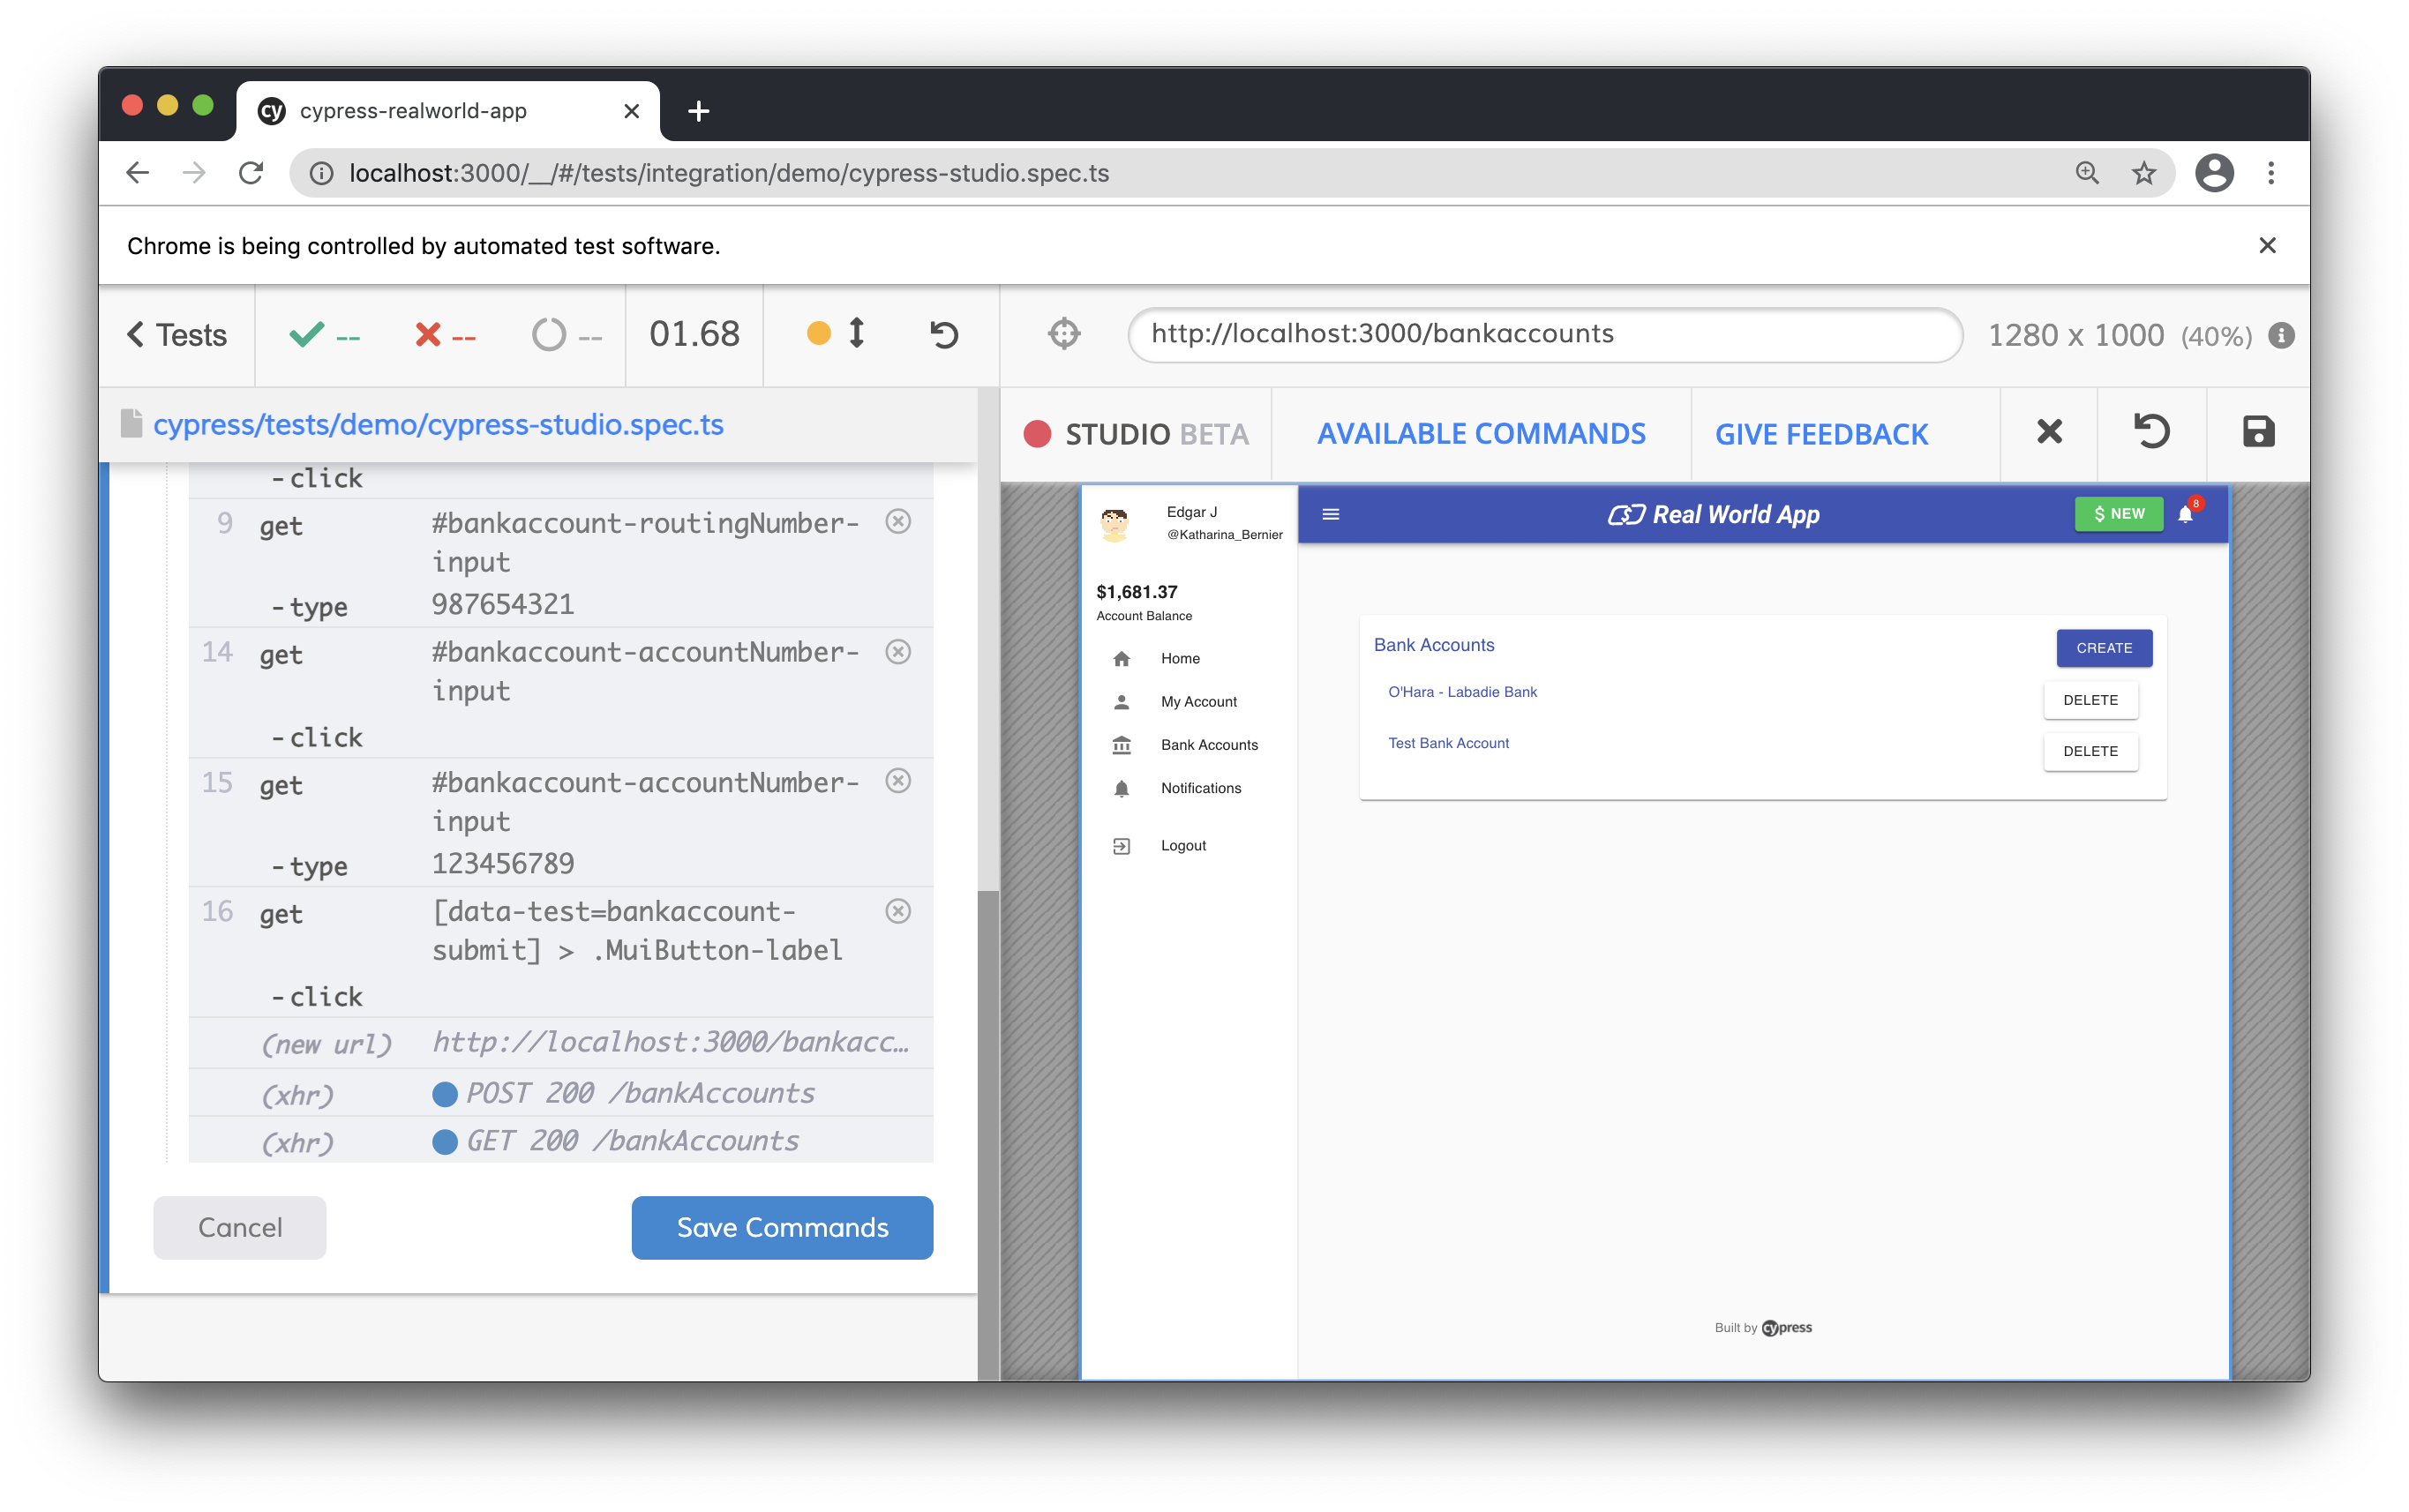 cy cypress-realworld-app
localhost:3000/__/#/tests/integration/demo/cypress-studio.spec.ts
Chrome is being controlled by automated test software.
Tests -- -- -- 01.68
http://localhost:3000/bankaccounts 1280 x 1000 (40%)
cypress/tests/demo/cypress-studio.spec.ts
- click
9 get #bankaccount-routingNumber-
input
- type 987654321
14 get #bankaccount-accountNumber-
input
- click
15 get #bankaccount-accountNumber-
input
- type 123456789
16 get [data-test=bankaccount-
submit] > .MuiButton-label
- click
(new url) http://localhost:3000/bankacc…
(xhr) POST 200 /bankAccounts
(xhr) GET 200 /bankAccounts
Cancel Save Commands
STUDIO BETA AVAILABLE COMMANDS GIVE FEEDBACK
Edgar J
@Katharina_Bernier
$1,681.37
Account Balance
Home
My Account
Bank Accounts
Notifications
Logout
Real World App $ NEW 8
Bank Accounts CREATE
O'Hara - Labadie Bank DELETE
Test Bank Account DELETE
Built by cypress